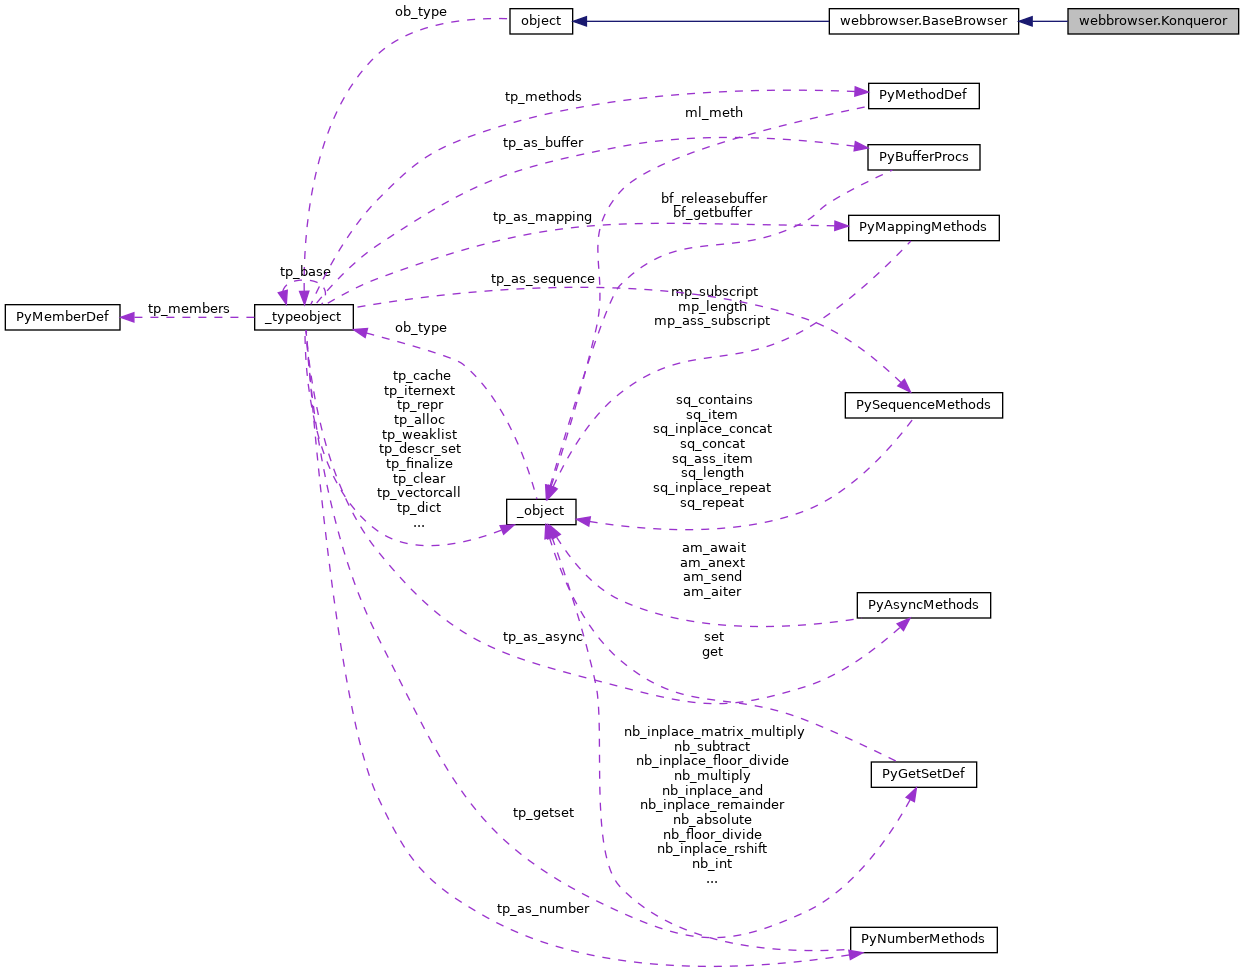 ob_type
object
webbrowser.BaseBrowser
webbrowser.Konqueror
tp_methods
PyMethodDef
ml_meth
tp_as_buffer
PyBufferProcs
bf_releasebuffer
bf_getbuffer
tp_as_mapping
PyMappingMethods
tp_base
tp_as_sequence
mp_subscript
mp_length
mp_ass_subscript
PyMemberDef
tp_members
_typeobject
ob_type
tp_cache
tp_iternext
tp_repr
tp_alloc
tp_weaklist
tp_descr_set
tp_finalize
tp_clear
tp_vectorcall
tp_dict
...
sq_contains
sq_item
sq_inplace_concat
sq_concat
sq_ass_item
sq_length
sq_inplace_repeat
sq_repeat
PySequenceMethods
_object
am_await
am_anext
am_send
am_aiter
PyAsyncMethods
tp_as_async
set
get
nb_inplace_matrix_multiply
nb_subtract
nb_inplace_floor_divide
nb_multiply
nb_inplace_and
nb_inplace_remainder
nb_absolute
nb_floor_divide
nb_inplace_rshift
nb_int
...
PyGetSetDef
tp_getset
tp_as_number
PyNumberMethods